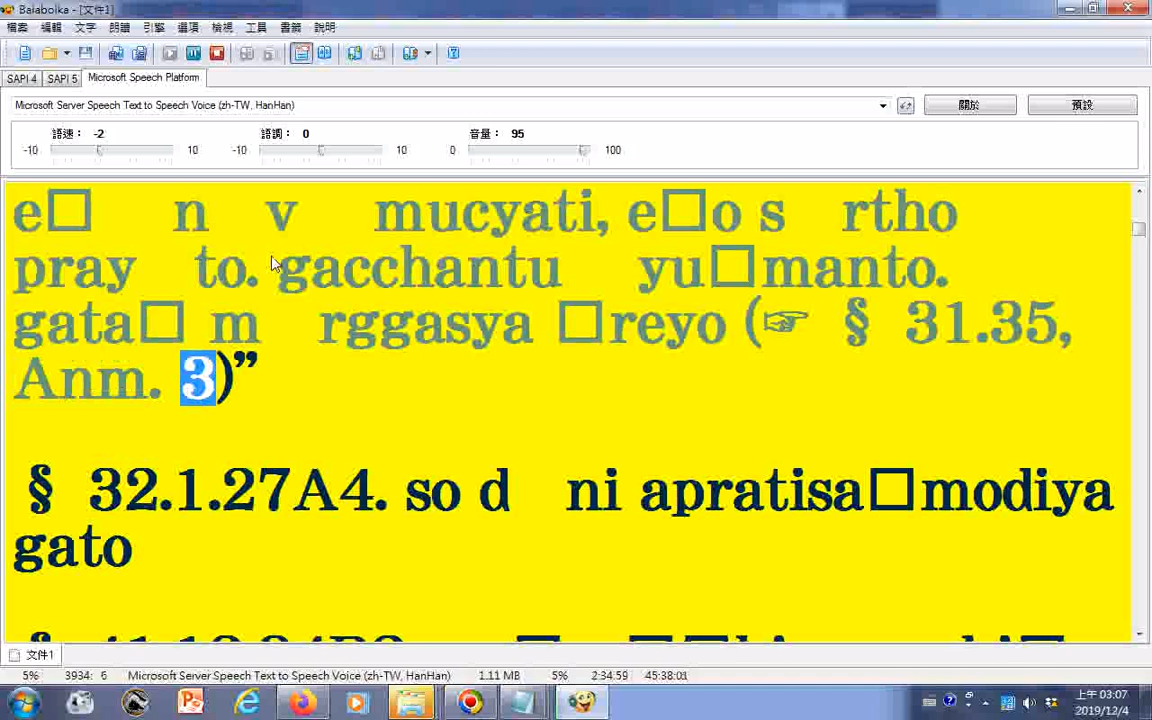 Balabolka - [文件1]
檔案 編輯 文字 朗讀 引擎 選項 檢視 工具 書籤 說明
SAPI 4 SAPI 5 Microsoft Speech Platform
Microsoft Server Speech Text to Speech Voice (zh-TW, HanHan) 關於 預設
語速: -2 語調: 0 音量: 95
-10 10 -10 10 0 100
e□ n v mucyati, e□o s rtho
pray to. gacchantu yu□manto.
gata□ m rggasya □reyo (☞ § 31.35,
Anm. 3)”
§ 32.1.27A4. so d ni apratisa□modiya
gato
文件1
5% 3934: 6 Microsoft Server Speech Text to Speech Voice (zh-TW, HanHan) 1.11 MB 5% 2:34:59 45:38:01
上午 03:07
2019/12/4